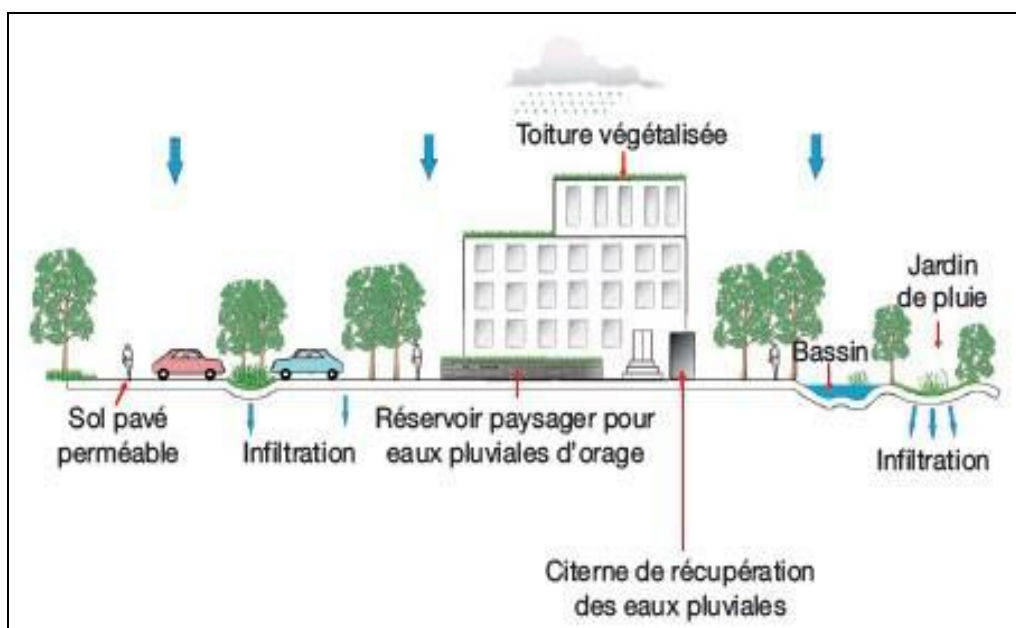 Toiture végétalisée
Jardin
de pluie
Bassin
Sol pavé
perméable
Infiltration
Réservoir paysager pour
eaux pluviales d'orage
Infiltration
Citerne de récupération
des eaux pluviales